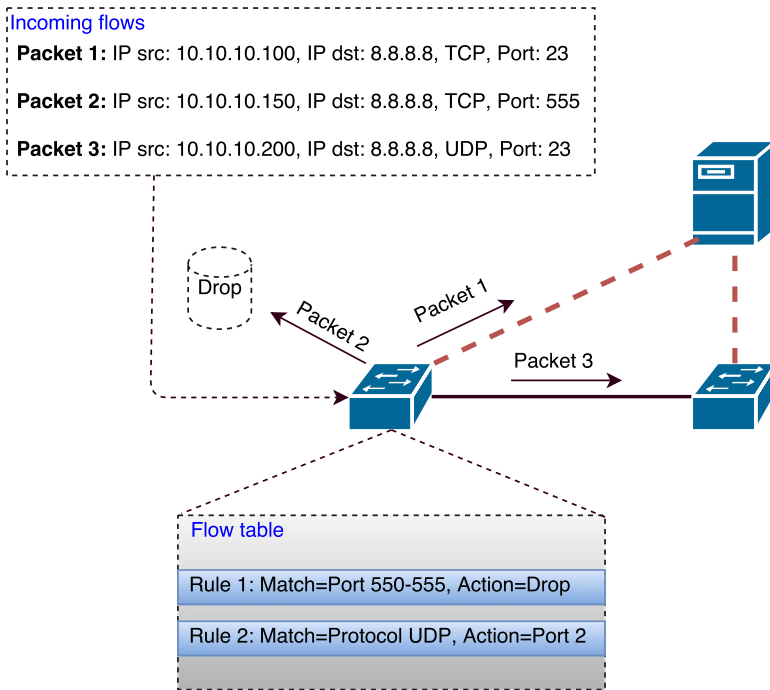 Incoming flows
Packet 1: IP src: 10.10.10.100, IP dst: 8.8.8.8, TCP, Port: 23
Packet 2: IP src: 10.10.10.150, IP dst: 8.8.8.8, TCP, Port: 555
Packet 3: IP src: 10.10.10.200, IP dst: 8.8.8.8, UDP, Port: 23
Drop
Packet 2
Packet 1
Packet 3
Flow table
Rule 1: Match=Port 550-555, Action=Drop
Rule 2: Match=Protocol UDP, Action=Port 2